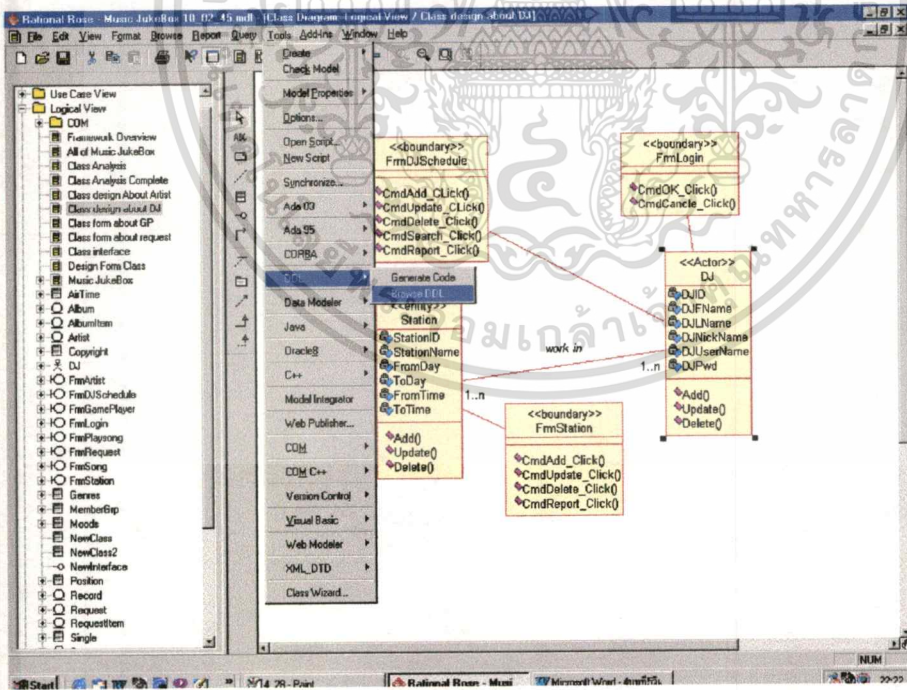 Rational Rose - Music JukeBox 10_02_45.mdl - [Class Diagram: Logical View / Class design about DJ]
File Edit View Format Browse Report Query Tools Add-Ins Window Help
Use Case View
Logical View
COM
Framework Overview
All of Music JukeBox
Class Analysis
Class Analysis Complete
Class design About Artist
Class design about DJ
Class form about GP
Class form about request
Class interface
Design Form Class
Music JukeBox
AirTime
Album
AlbumItem
Artist
Copyright
DJ
FrmArtist
FrmDJSchedule
FrmGamePlayer
FrmLogin
FrmPlaysong
FrmRequest
FrmSong
FrmStation
Genres
MemberGrp
Moods
NewClass
NewClass2
NewInterface
Position
Record
Request
RequestItem
Single
ABC
Create
Check Model
Model Properties
Options...
Open Script...
New Script
Synchronize...
Ada 83
Ada 95
CORBA
DDL
Data Modeler
Java
Oracle8
C++
Model Integrator
Web Publisher...
COM
COM C++
Version Control
Visual Basic
Web Modeler
XML_DTD
Class Wizard...
Generate Code
Browse DDL
<<boundary>>
FrmDJSchedule
CmdAdd_CLick()
CmdUpdate_CLick()
CmdDelete_Click()
CmdSearch_Click()
CmdReport_Click()
<<boundary>>
FrmLogin
CmdOK_Click()
CmdCancle_Click()
<<Actor>>
DJ
DJID
DJFName
DJLName
DJNickName
DJUserName
DJPwd
Add()
Update()
Delete()
<<entity>>
Station
StationID
StationName
FromDay
ToDay
FromTime
ToTime
Add()
Update()
Delete()
work in
1..n
1..n
<<boundary>>
FrmStation
CmdAdd_Click()
CmdUpdate_Click()
CmdDelete_Click()
CmdReport_Click()
NUM
Start
14_28 - Paint
Rational Rose - Musi...
22:22